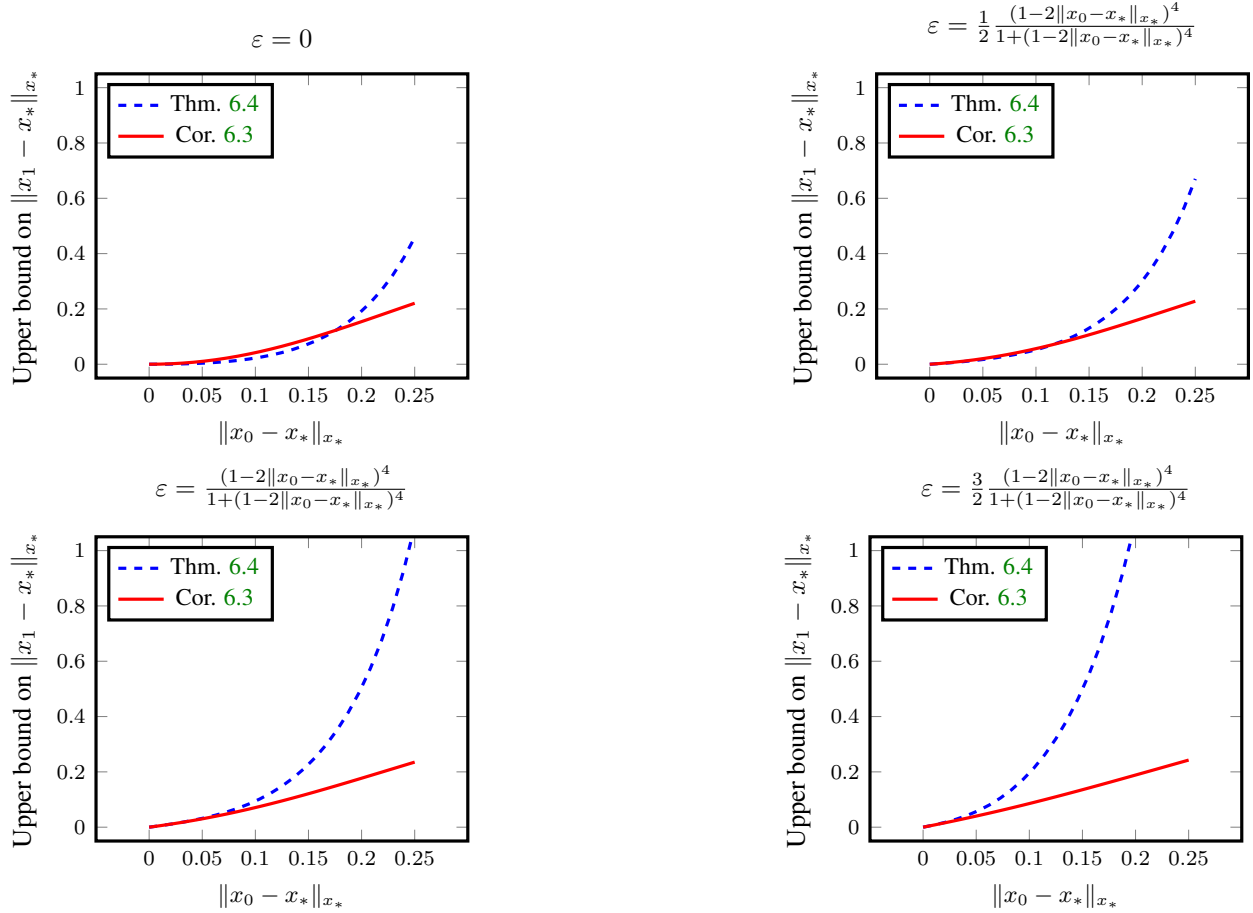 ε = 0
Upper bound on ‖x₁ − x∗‖ₓ∗
1
0.8
0.6
0.4
0.2
0
Thm. 6.4
Cor. 6.3
0 0.05 0.1 0.15 0.2 0.25
‖x₀ − x∗‖ₓ∗
ε = 1/2 (1−2‖x₀−x∗‖ₓ∗)⁴ / 1+(1−2‖x₀−x∗‖ₓ∗)⁴
Upper bound on ‖x₁ − x∗‖ₓ∗
1
0.8
0.6
0.4
0.2
0
Thm. 6.4
Cor. 6.3
0 0.05 0.1 0.15 0.2 0.25
‖x₀ − x∗‖ₓ∗
ε = (1−2‖x₀−x∗‖ₓ∗)⁴ / 1+(1−2‖x₀−x∗‖ₓ∗)⁴
Upper bound on ‖x₁ − x∗‖ₓ∗
1
0.8
0.6
0.4
0.2
0
Thm. 6.4
Cor. 6.3
0 0.05 0.1 0.15 0.2 0.25
‖x₀ − x∗‖ₓ∗
ε = 3/2 (1−2‖x₀−x∗‖ₓ∗)⁴ / 1+(1−2‖x₀−x∗‖ₓ∗)⁴
Upper bound on ‖x₁ − x∗‖ₓ∗
1
0.8
0.6
0.4
0.2
0
Thm. 6.4
Cor. 6.3
0 0.05 0.1 0.15 0.2 0.25
‖x₀ − x∗‖ₓ∗